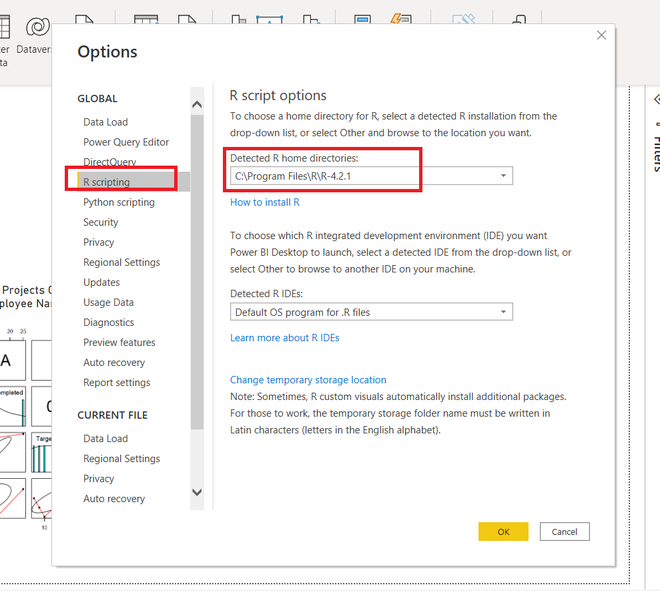 Dataver
ta
Options
GLOBAL
Data Load
Power Query Editor
DirectQuery
R scripting
Python scripting
Security
Privacy
Regional Settings
Updates
Usage Data
Diagnostics
Preview features
Auto recovery
Report settings
CURRENT FILE
Data Load
Regional Settings
Privacy
Auto recovery
R script options
To choose a home directory for R, select a detected R installation from the
drop-down list, or select Other and browse to the location you want.
Detected R home directories:
C:\Program Files\R\R-4.2.1
How to install R
To choose which R integrated development environment (IDE) you want
Power BI Desktop to launch, select a detected IDE from the drop-down list, or
select Other to browse to another IDE on your machine.
Detected R IDEs:
Default OS program for .R files
Learn more about R IDEs
Change temporary storage location
Note: Sometimes, R custom visuals automatically install additional packages.
For those to work, the temporary storage folder name must be written in
Latin characters (letters in the English alphabet).
OK
Cancel
Projects
ployee Na
20 25
A
mpleted
Targe
10
Filters